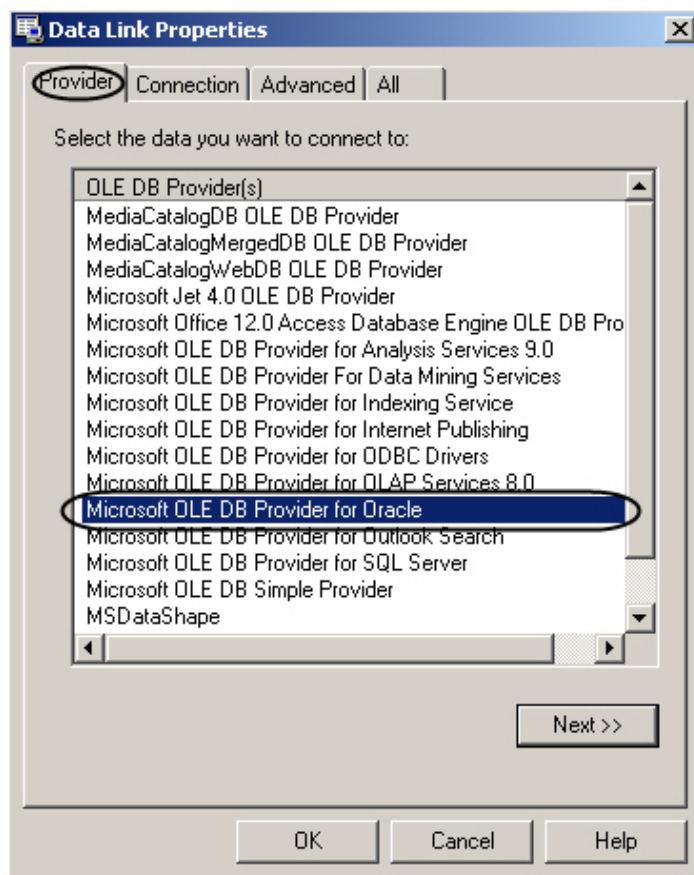 Data Link Properties
Provider Connection Advanced All
Select the data you want to connect to:
OLE DB Provider(s)
MediaCatalogDB OLE DB Provider
MediaCatalogMergedDB OLE DB Provider
MediaCatalogWebDB OLE DB Provider
Microsoft Jet 4.0 OLE DB Provider
Microsoft Office 12.0 Access Database Engine OLE DB Pro
Microsoft OLE DB Provider for Analysis Services 9.0
Microsoft OLE DB Provider For Data Mining Services
Microsoft OLE DB Provider for Indexing Service
Microsoft OLE DB Provider for Internet Publishing
Microsoft OLE DB Provider for ODBC Drivers
Microsoft OLE DB Provider for OLAP Services 8.0
Microsoft OLE DB Provider for Oracle
Microsoft OLE DB Provider for Outlook Search
Microsoft OLE DB Provider for SQL Server
Microsoft OLE DB Simple Provider
MSDataShape
Next >>
OK Cancel Help